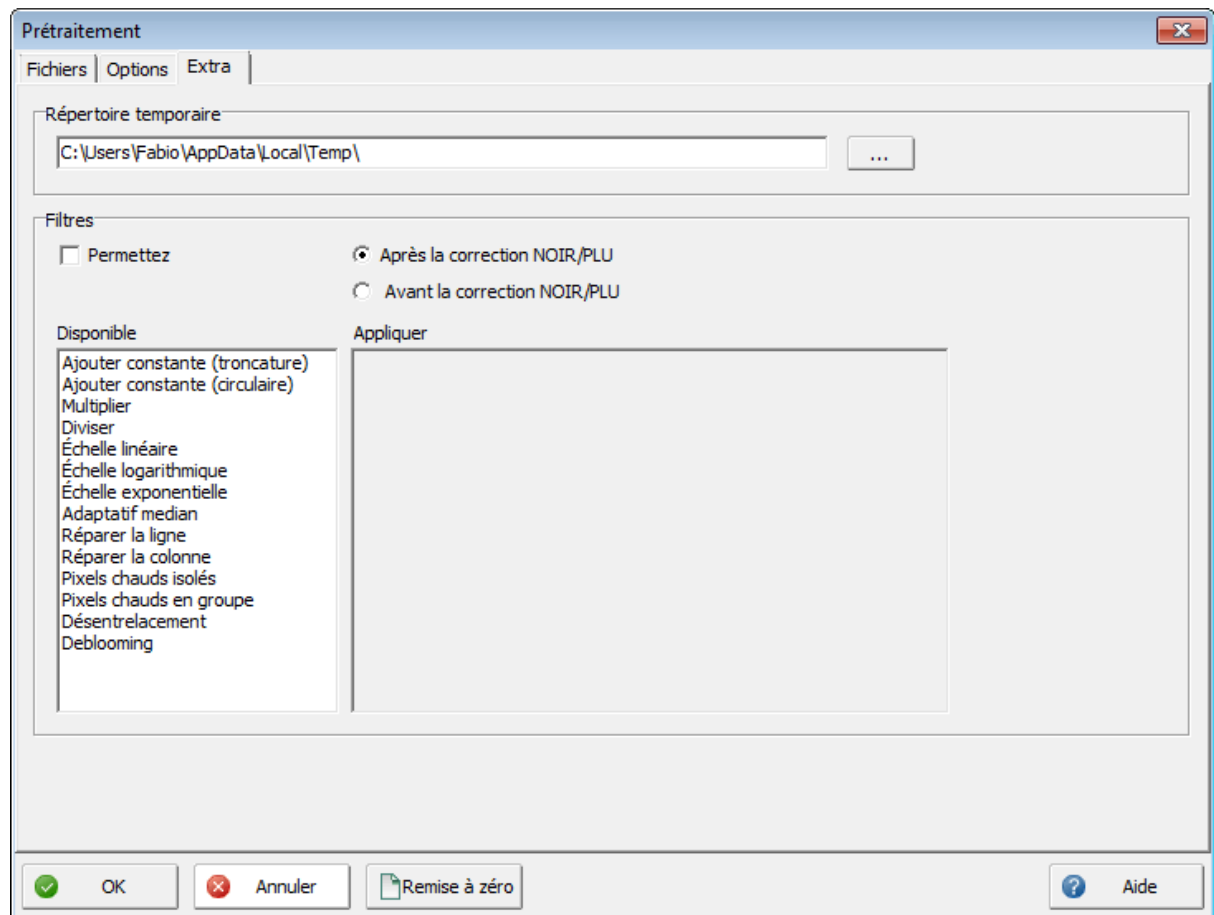 Prétraitement
Fichiers Options Extra
Répertoire temporaire
C:\Users\Fabio\AppData\Local\Temp\ ...
Filtres
Permettez Après la correction NOIR/PLU
Avant la correction NOIR/PLU
Disponible Appliquer
Ajouter constante (troncature)
Ajouter constante (circulaire)
Multiplier
Diviser
Échelle linéaire
Échelle logarithmique
Échelle exponentielle
Adaptatif median
Réparer la ligne
Réparer la colonne
Pixels chauds isolés
Pixels chauds en groupe
Désentrelacement
Deblooming
OK Annuler Remise à zéro Aide